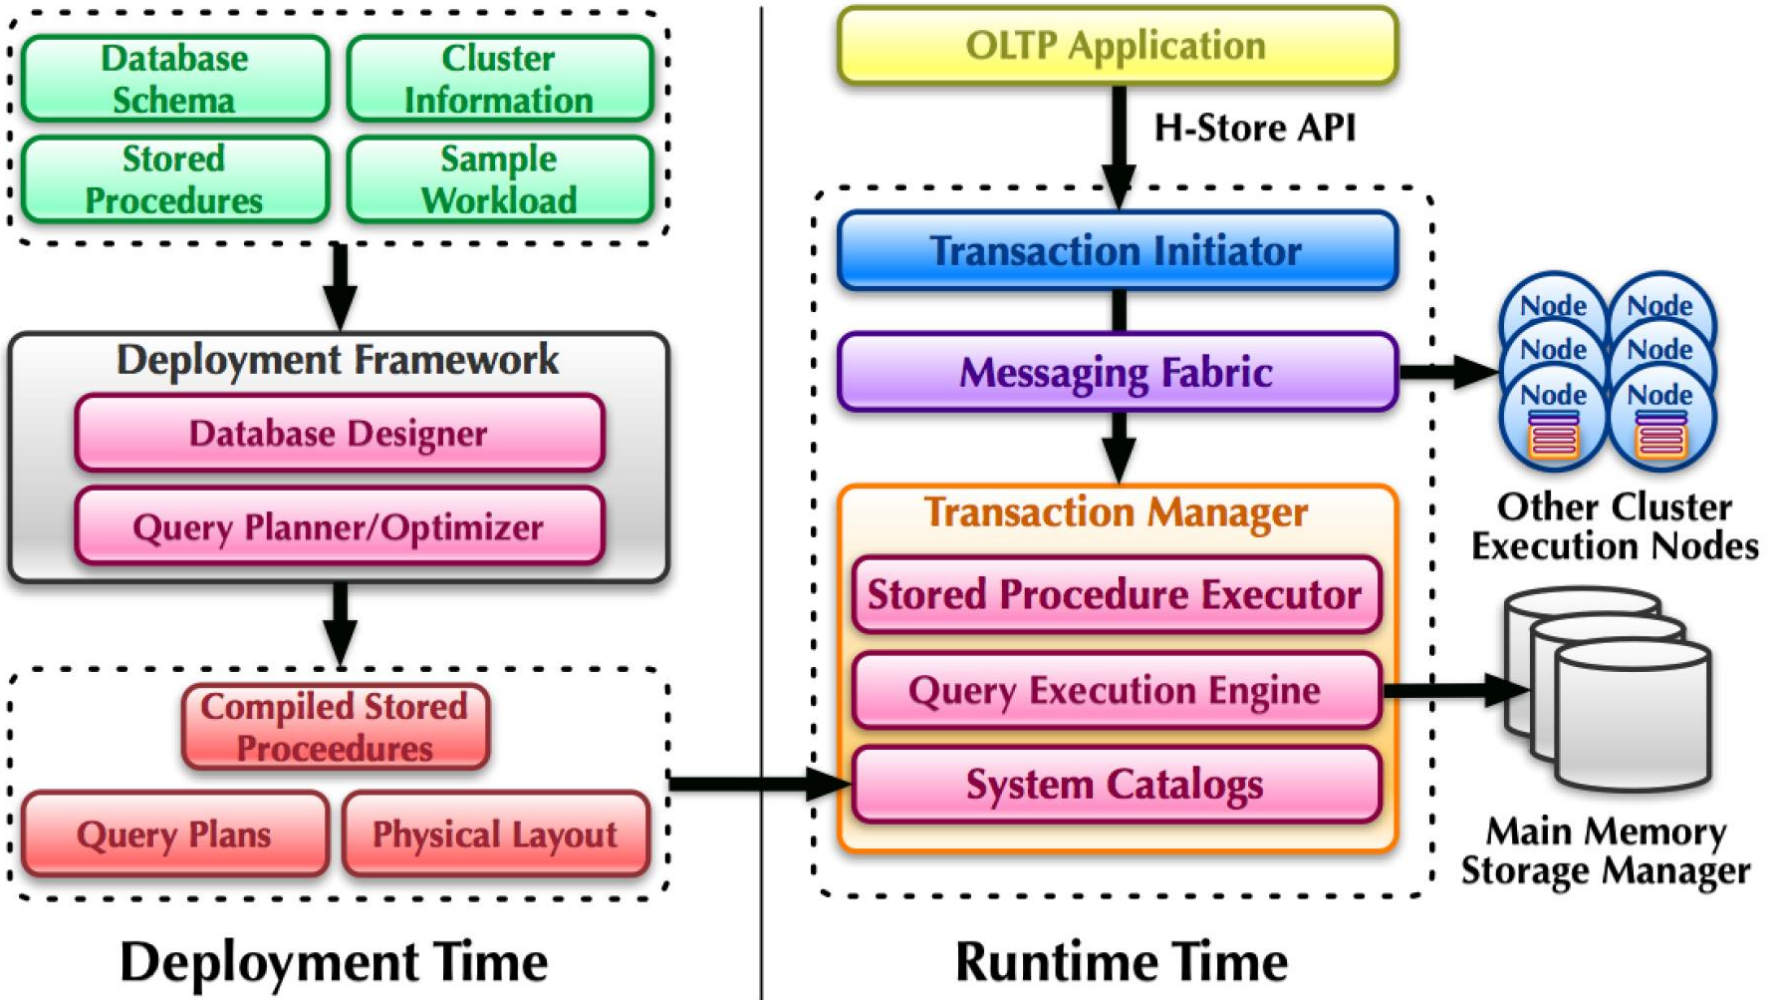 Database
Schema
Cluster
Information
Stored
Procedures
Sample
Workload
Deployment Framework
Database Designer
Query Planner/Optimizer
Compiled Stored
Proceedures
Query Plans
Physical Layout
Deployment Time
OLTP Application
H-Store API
Transaction Initiator
Messaging Fabric
Transaction Manager
Stored Procedure Executor
Query Execution Engine
System Catalogs
Node
Node
Node
Node
Node
Node
Other Cluster
Execution Nodes
Main Memory
Storage Manager
Runtime Time